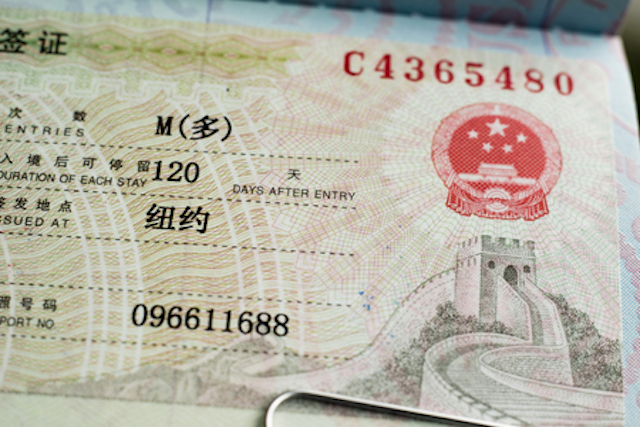 签证
C4365480
次 数
ENTRIES M(多)
入境后可停留 120 天
DURATION OF EACH STAY DAYS AFTER ENTRY
签发地点
ISSUED AT 纽约
照号码
PORT NO. 096611688